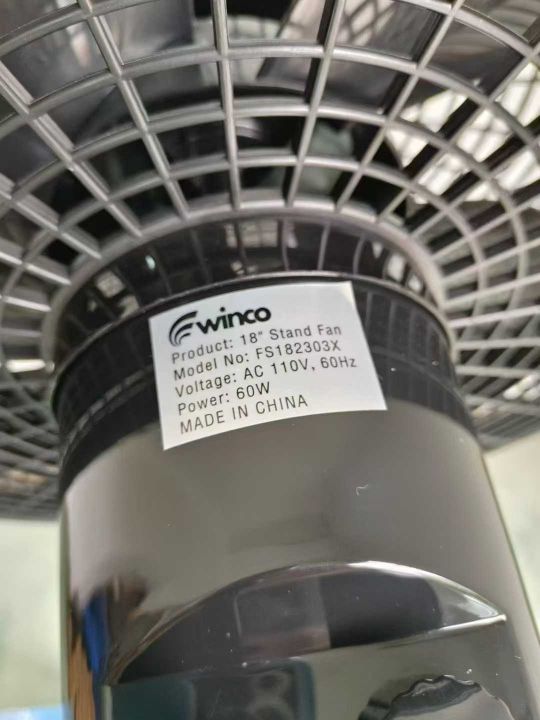 winco
Product: 18" Stand Fan
Model No: FS182303X
Voltage: AC 110V, 60Hz
Power: 60W
MADE IN CHINA